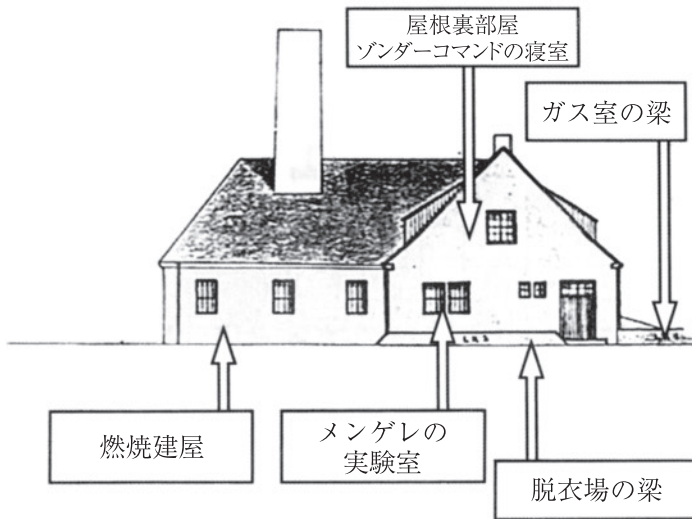 屋根裏部屋
ゾンダーコマンドの寝室
ガス室の梁
燃焼建屋
メンゲレの
実験室
脱衣場の梁